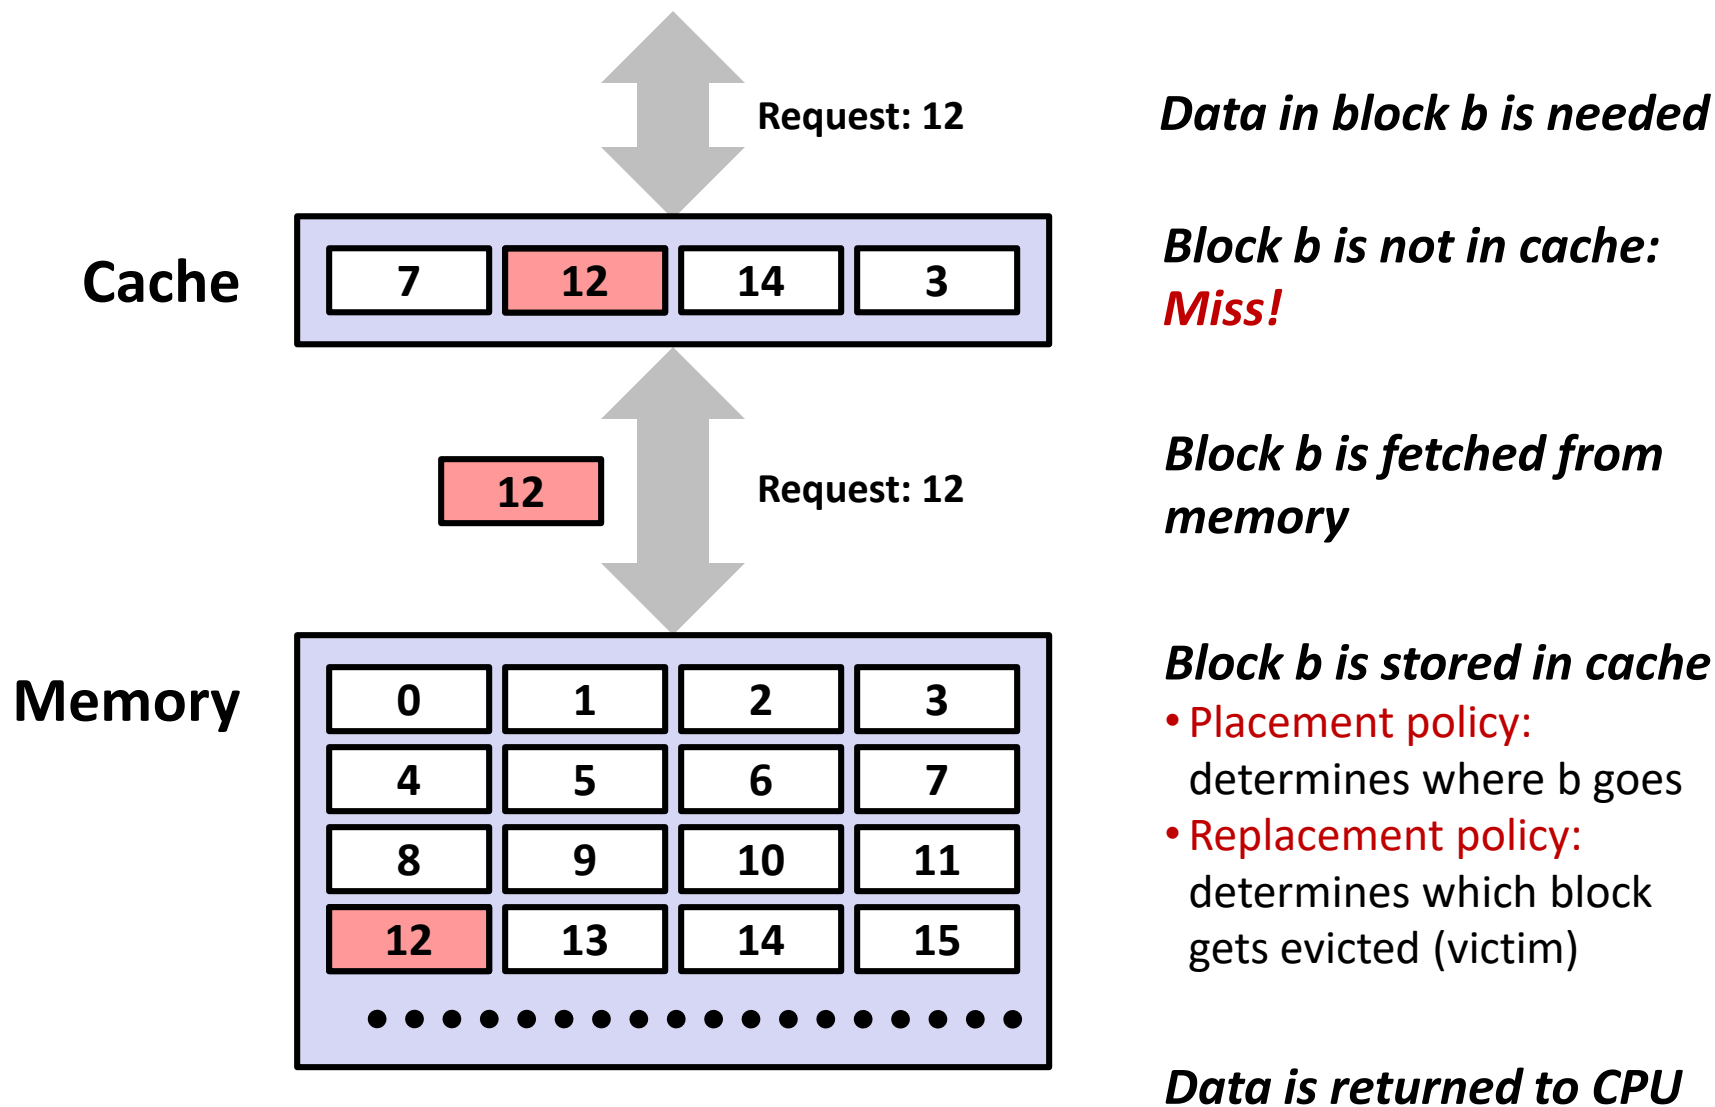 Request: 12
Data in block b is needed
Cache
7 12 14 3
Block b is not in cache:
Miss!
12
Request: 12
Block b is fetched from
memory
Memory
0 1 2 3
4 5 6 7
8 9 10 11
12 13 14 15
Block b is stored in cache
• Placement policy:
determines where b goes
• Replacement policy:
determines which block
gets evicted (victim)
Data is returned to CPU